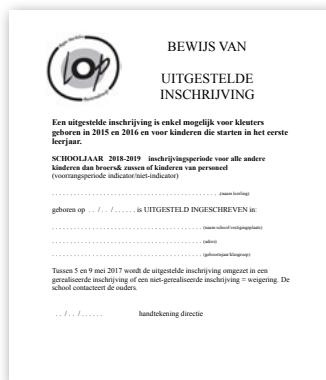 lop
BEWIJS VAN
UITGESTELDE
INSCHRIJVING
Een uitgestelde inschrijving is enkel mogelijk voor kleuters
geboren in 2015 en 2016 en voor kinderen die starten in het eerste
leerjaar.
SCHOOLJAAR 2018-2019 inschrijvingsperiode voor alle andere
kinderen dan broers& zussen of kinderen van personeel
(voorrangsperiode indicator/niet-indicator)
(naam leerling)
geboren op . . / . . / . . . . . . is UITGESTELD INGESCHREVEN in:
(naam school/vestigingsplaats)
(adres)
(geboortejaar/klasgroep)
Tussen 5 en 9 mei 2017 wordt de uitgestelde inschrijving omgezet in een
gerealiseerde inschrijving of een niet-gerealiseerde inschrijving = weigering. De
school contacteert de ouders.
. . / . . / . . . . . . handtekening directie